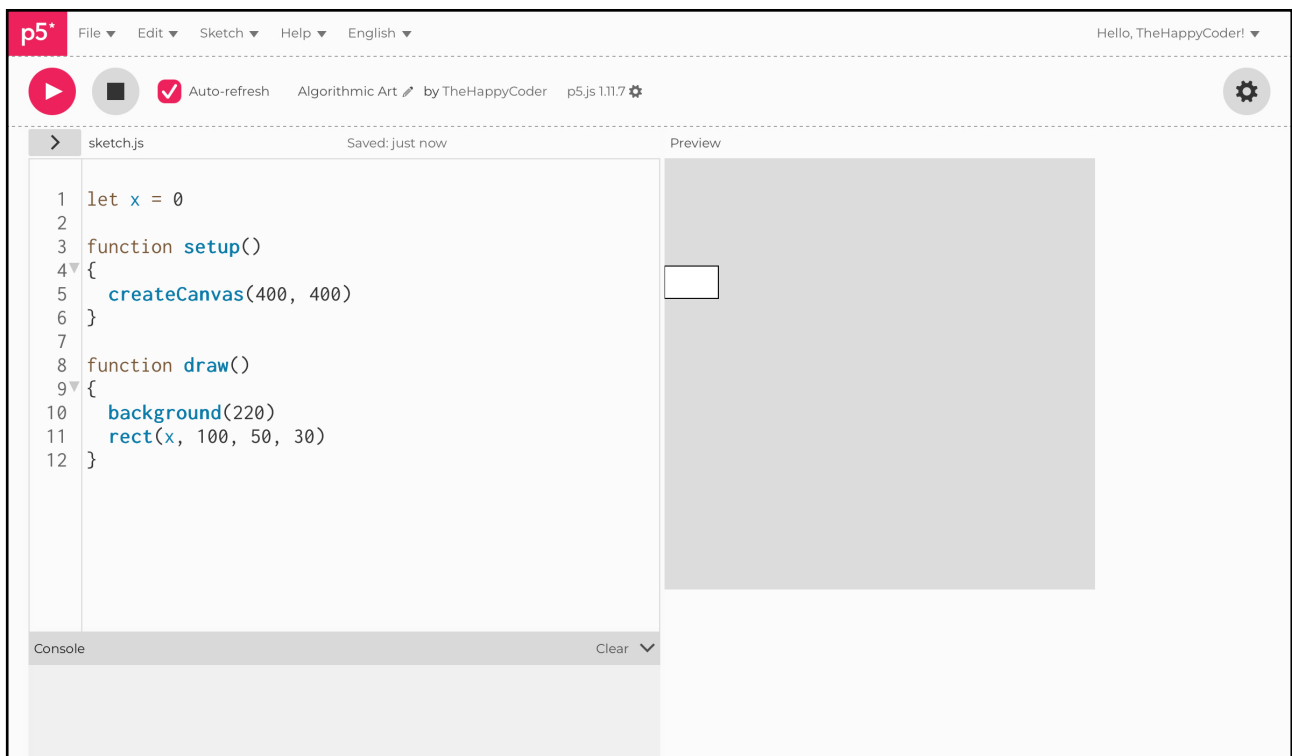 p5* File Edit Sketch Help English Hello, TheHappyCoder!
Auto-refresh Algorithmic Art by TheHappyCoder p5.js 1.11.7
sketch.js Saved: just now Preview
1 let x = 0
2
3 function setup()
4 {
5 createCanvas(400, 400)
6 }
7
8 function draw()
9 {
10 background(220)
11 rect(x, 100, 50, 30)
12 }
Console Clear